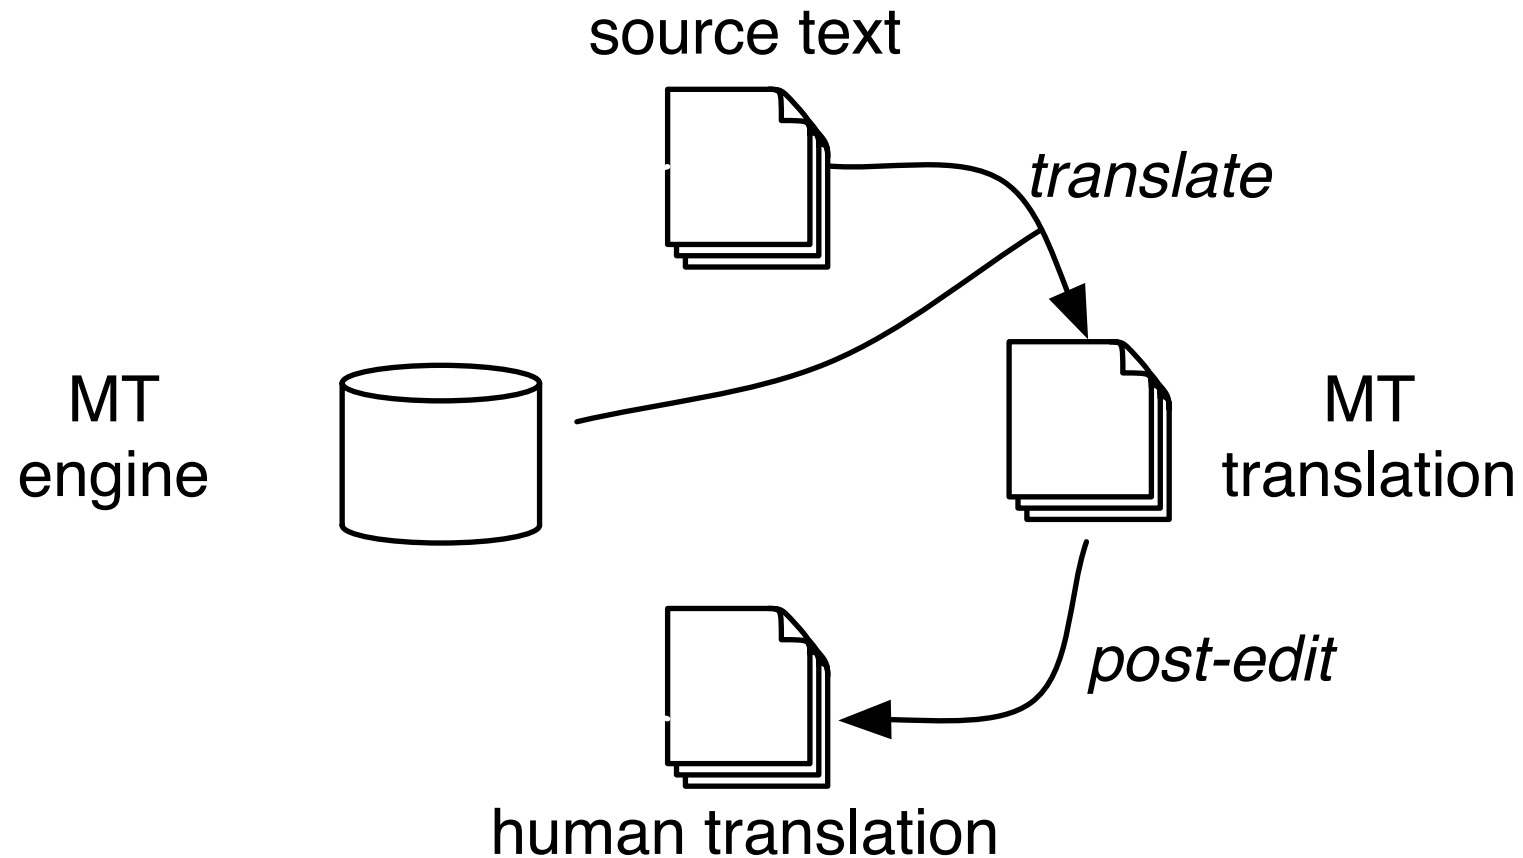 source text
translate
MT
engine
MT
translation
post-edit
human translation